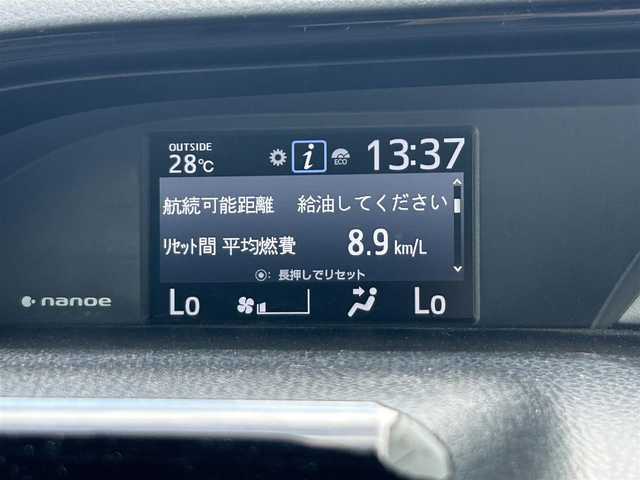 OUTSIDE
28℃ i ECO 13:37
航続可能距離 給油してください
リセット間 平均燃費 8.9 km/L
: 長押しでリセット
nanoe
Lo Lo